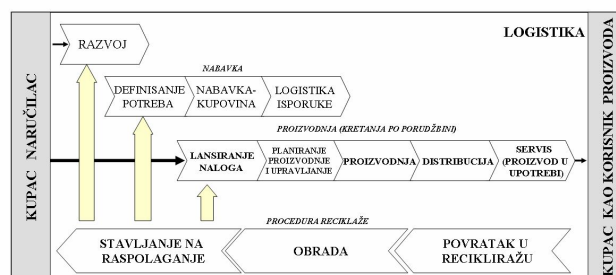 LOGISTIKA
KUPAC NARUČILAC
RAZVOJ
NABAVKA
DEFINISANJE
POTREBA
NABAVKA-
KUPOVINA
LOGISTIKA
ISPORUKE
PROIZVODNJA (KRETANJA PO PORUDŽBINI)
LANSIRANJE
NALOGA
PLANIRANJE
PROIZVODNJE
I UPRAVLJANJE
PROIZVODNJA
DISTRIBUCIJA
SERVIS
(PROIZVOD U
UPOTREBI)
PROCEDURA RECIKLAŽE
STAVLJANJE NA
RASPOLAGANJE
OBRADA
POVRATAK U
RECIKLIRAŽU
KUPAC KAO KORISNIK PROIZVODA